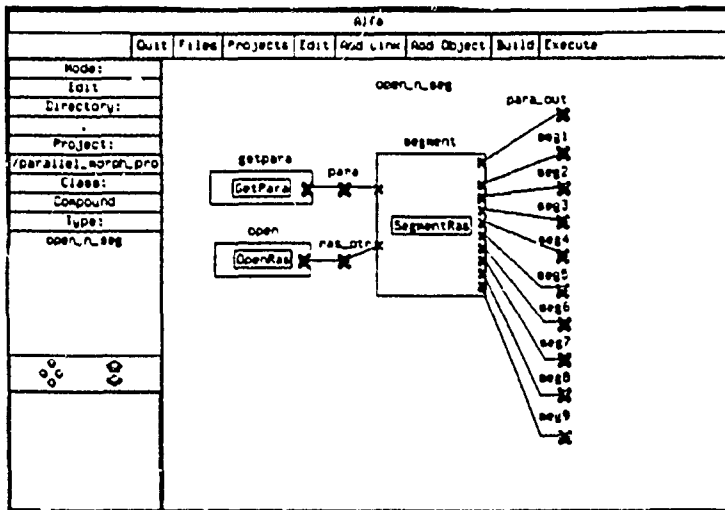 Alfa
Quit Files Projects Edit Add Link Add Object Build Execute
Mode:
Edit
Directory:
.
Project:
/parallel_morph_pro
Class:
Compound
Type:
open_n_seg
open_n_seg
para_out
segment
seg1
getpara
para
seg2
GetPara
seg3
open
ras_ptr
SegmentRas
seg4
OpenRas
seg5
seg6
seg7
seg8
seg9